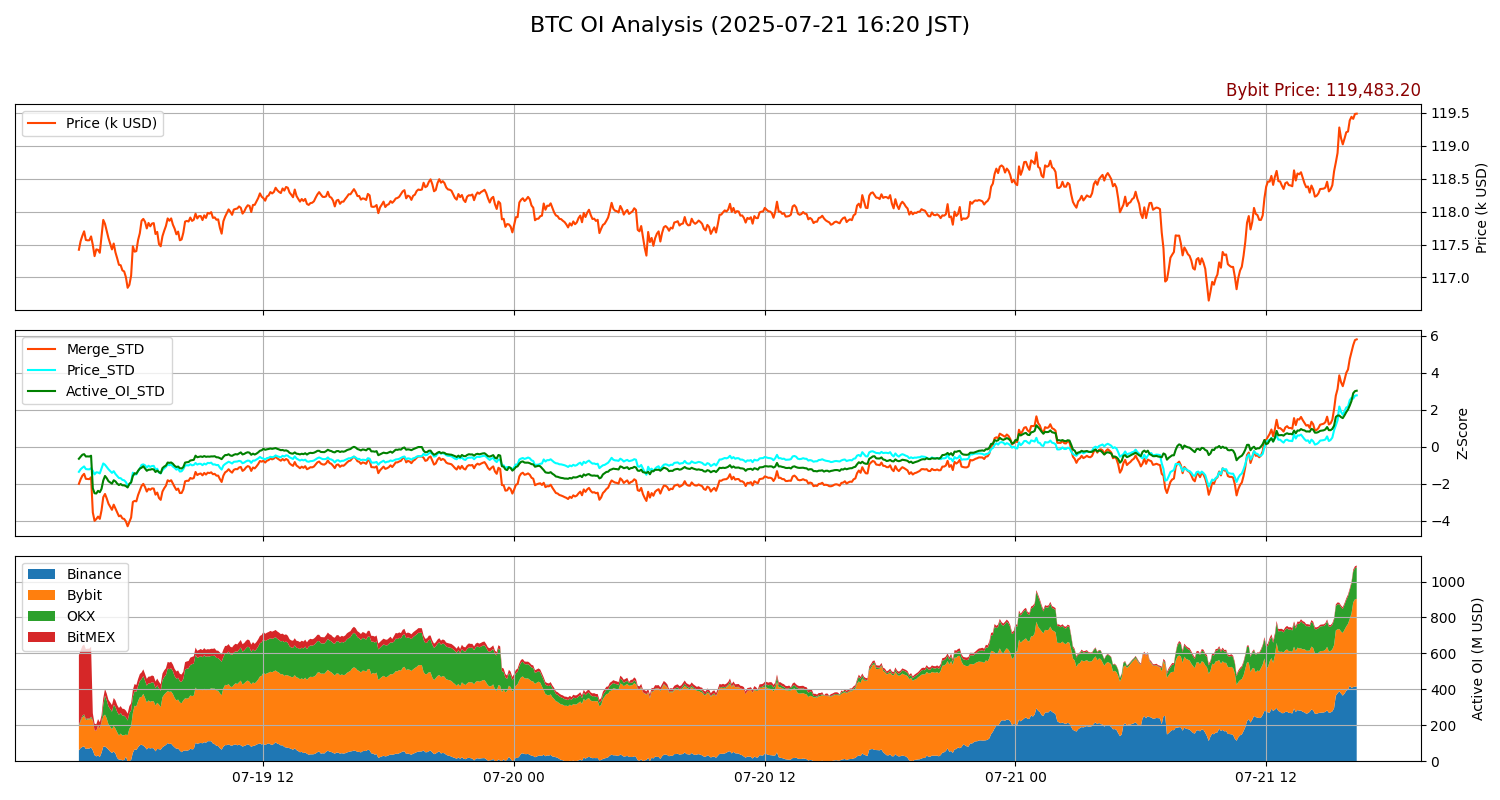 BTC OI Analysis (2025-07-21 16:20 JST)
Bybit Price: 119,483.20
Price (k USD)
119.5
119.0
118.5
118.0
117.5
117.0
Price (k USD)
Merge_STD
Price_STD
Active_OI_STD
6
4
2
0
−2
−4
Z-Score
Binance
Bybit
OKX
BitMEX
1000
800
600
400
200
0
Active OI (M USD)
07-19 12
07-20 00
07-20 12
07-21 00
07-21 12